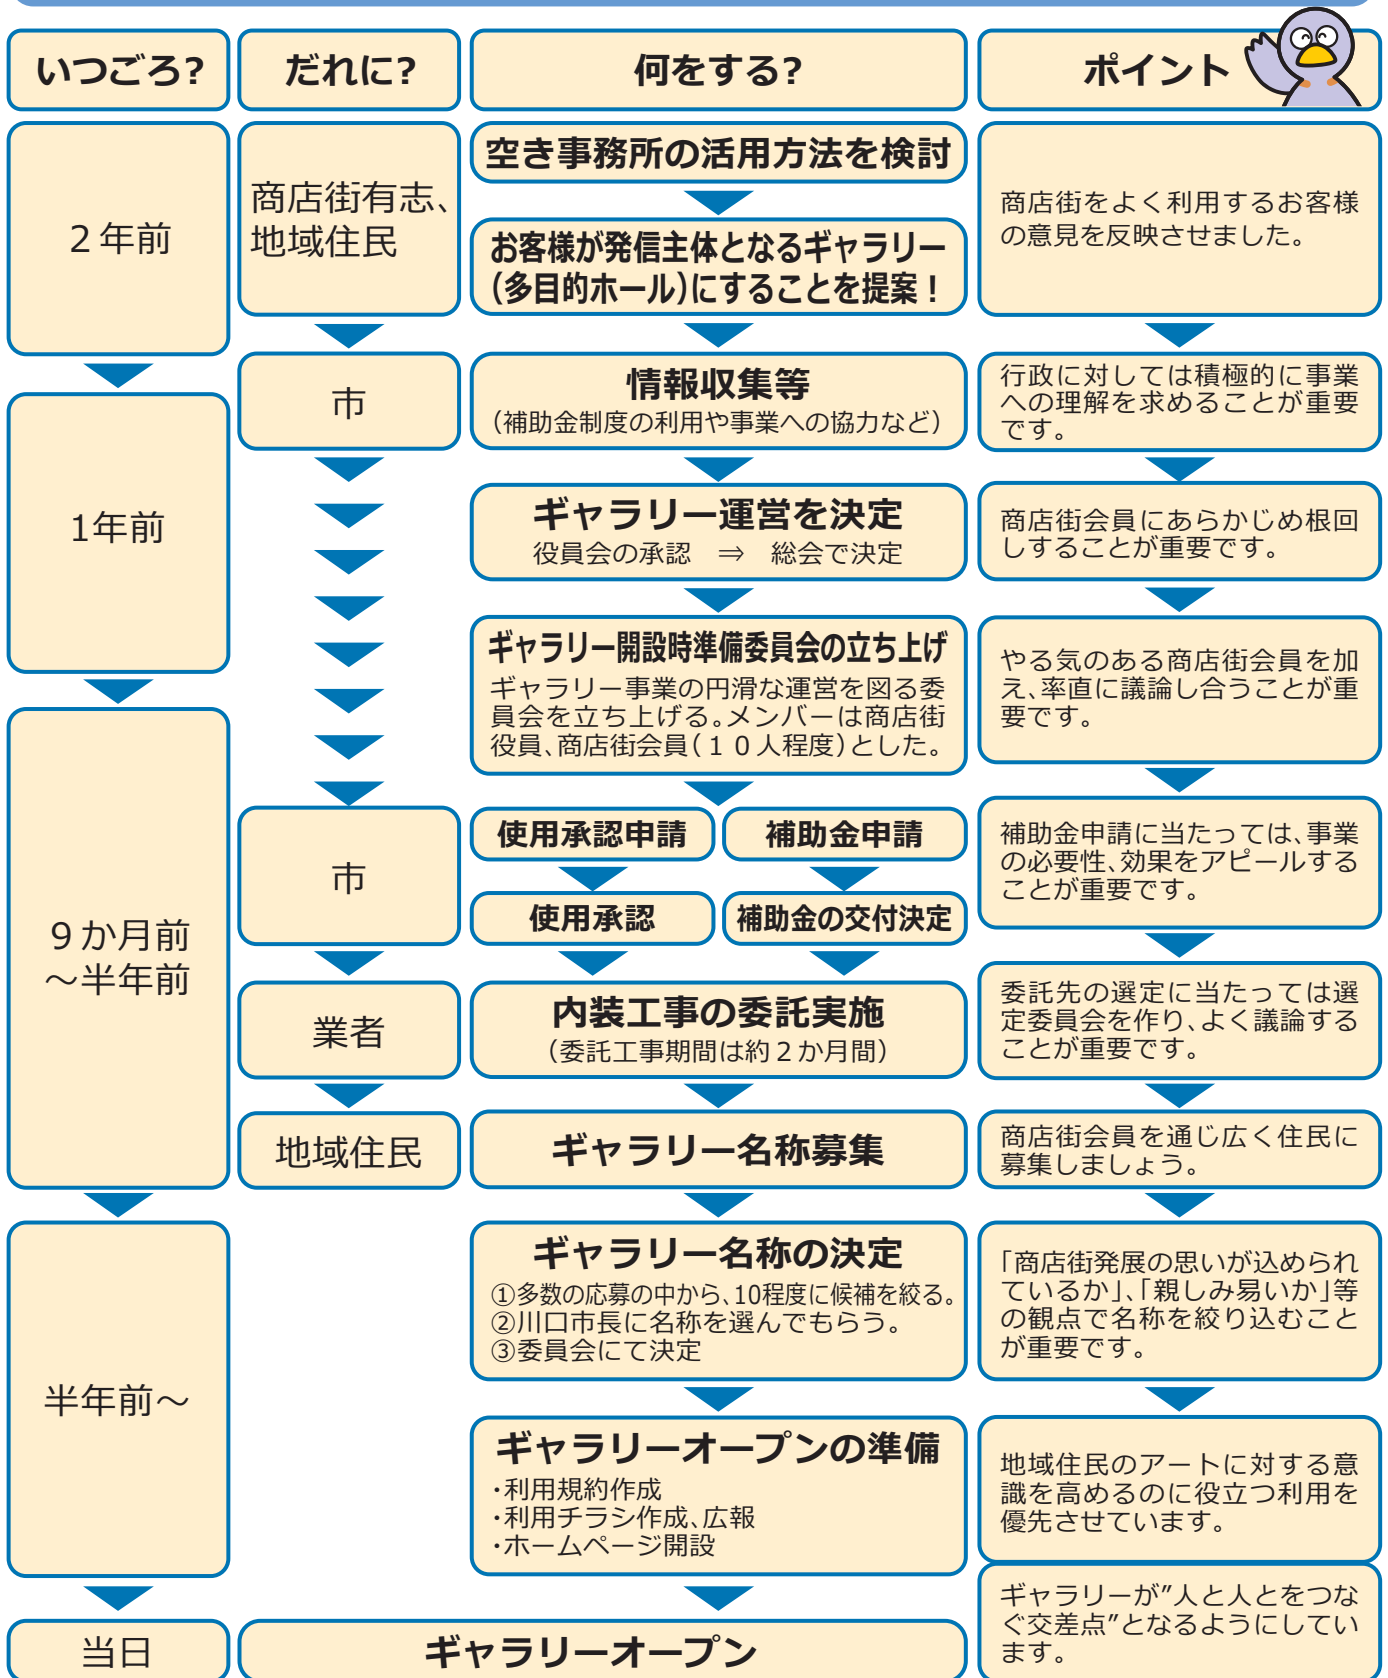 いつごろ?
だれに?
何をする?
ポイント
2年前
商店街有志、
地域住民
空き事務所の活用方法を検討
お客様が発信主体となるギャラリー
(多目的ホール)にすることを提案!
商店街をよく利用するお客様
の意見を反映させました。
1年前
市
情報収集等
(補助金制度の利用や事業への協力など)
行政に対しては積極的に事業
への理解を求めることが重要
です。
ギャラリー運営を決定
役員会の承認 ⇒ 総会で決定
商店街会員にあらかじめ根回
しすることが重要です。
ギャラリー開設時準備委員会の立ち上げ
ギャラリー事業の円滑な運営を図る委
員会を立ち上げる。メンバーは商店街
役員、商店街会員(10人程度)とした。
やる気のある商店街会員を加
え、率直に議論し合うことが重
要です。
9か月前
~半年前
市
使用承認申請
補助金申請
使用承認
補助金の交付決定
補助金申請に当たっては、事業
の必要性、効果をアピールする
ことが重要です。
業者
内装工事の委託実施
(委託工事期間は約2か月間)
委託先の選定に当たっては選
定委員会を作り、よく議論する
ことが重要です。
地域住民
ギャラリー名称募集
商店街会員を通じ広く住民に
募集しましょう。
半年前~
ギャラリー名称の決定
①多数の応募の中から、10程度に候補を絞る。
②川口市長に名称を選んでもらう。
③委員会にて決定
「商店街発展の思いが込められ
ているか」、「親しみ易いか」等
の観点で名称を絞り込むこと
が重要です。
ギャラリーオープンの準備
・利用規約作成
・利用チラシ作成、広報
・ホームページ開設
地域住民のアートに対する意
識を高めるのに役立つ利用を
優先させています。
当日
ギャラリーオープン
ギャラリーが"人と人とをつな
ぐ交差点"となるようにしてい
ます。